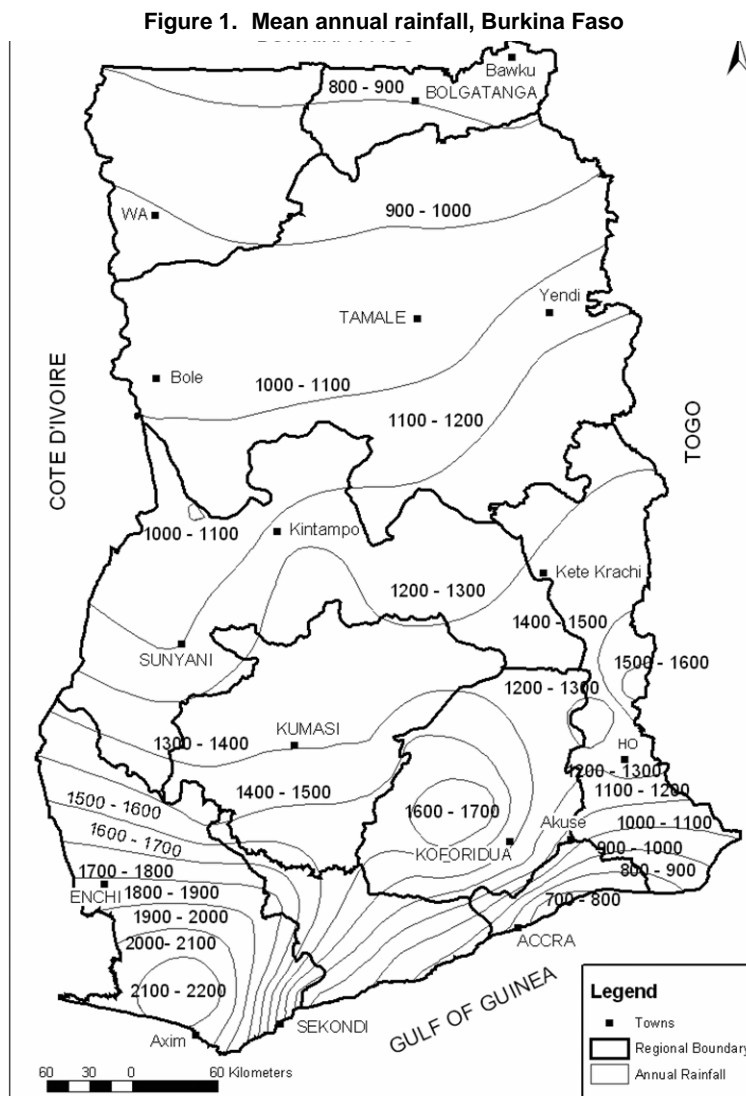 Figure 1. Mean annual rainfall, Burkina Faso
Bawku
800 - 900
BOLGATANGA
WA
900 - 1000
Yendi
TAMALE
Bole
1000 - 1100
1100 - 1200
COTE D'IVOIRE
TOGO
1000 - 1100
Kintampo
1200 - 1300
Kete Krachi
1400 - 1500
SUNYANI
1500 - 1600
1200 - 1300
KUMASI
1300 - 1400
HO
1200 - 1300
1400 - 1500
1100 - 1200
1500 - 1600
1600 - 1700
1000 - 1100
Akuse
1600 - 1700
KOFORIDUA
900 - 1000
1700 - 1800
800 - 900
ENCHI
1800 - 1900
700 - 800
1900 - 2000
ACCRA
2000 - 2100
2100 - 2200
GULF OF GUINEA
SEKONDI
Axim
Legend
Towns
Regional Boundary
Annual Rainfall
60 30 0 60 Kilometers